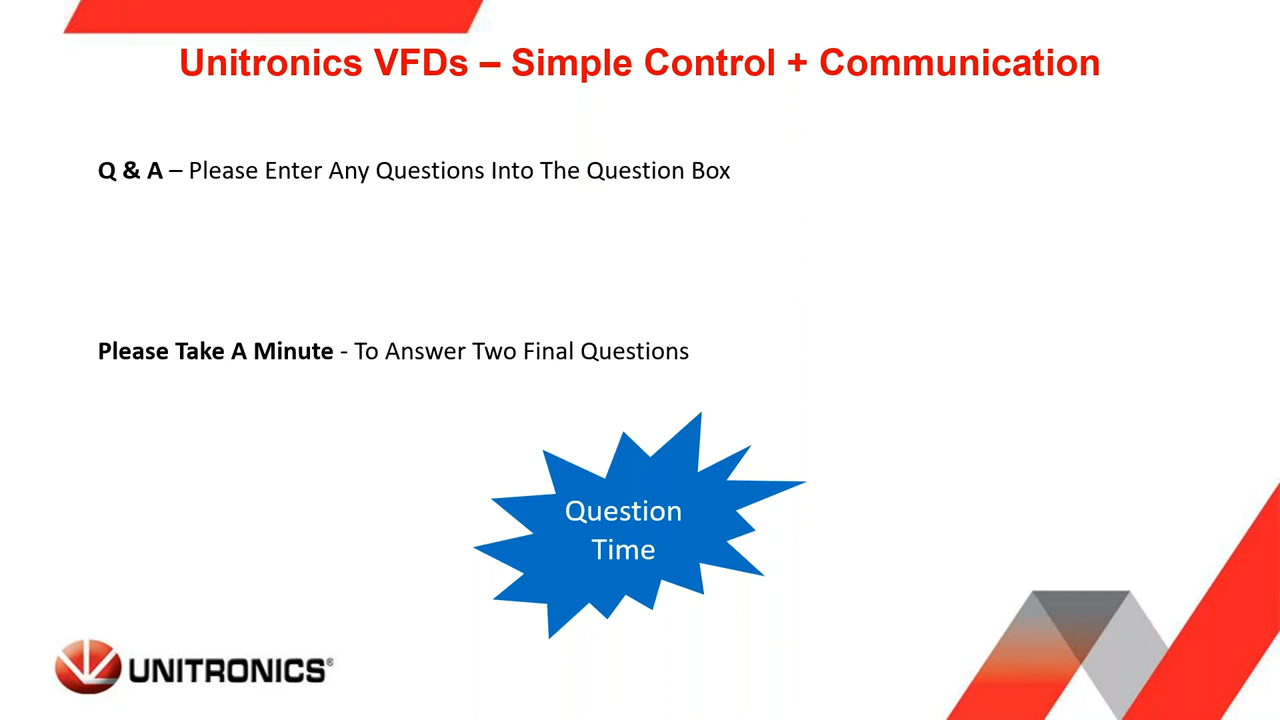 Unitronics VFDs – Simple Control + Communication
Q & A – Please Enter Any Questions Into The Question Box
Please Take A Minute - To Answer Two Final Questions
Question
Time
UNITRONICS®